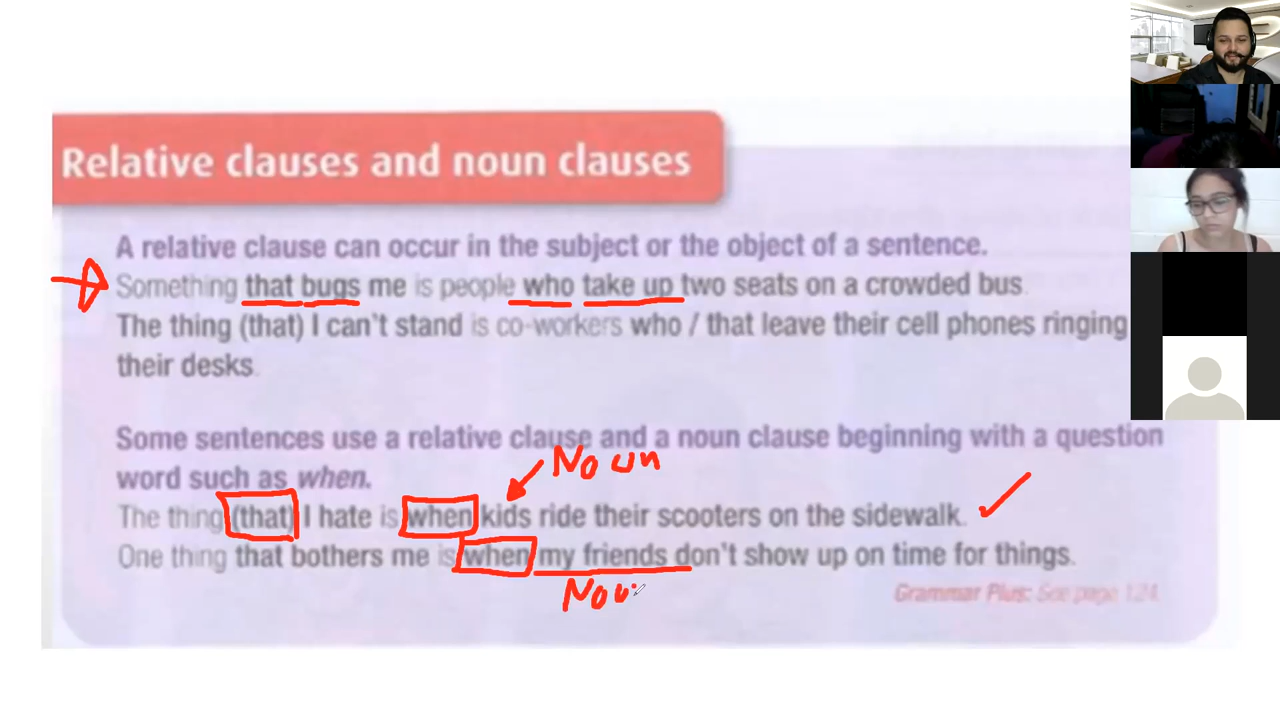 Relative clauses and noun clauses
A relative clause can occur in the subject or the object of a sentence.
Something that bugs me is people who take up two seats on a crowded bus.
The thing (that) I can't stand is co-workers who / that leave their cell phones ringing
their desks.
Some sentences use a relative clause and a noun clause beginning with a question
word such as when.
Noun
The thing (that) I hate is when kids ride their scooters on the sidewalk.
One thing that bothers me is when my friends don't show up on time for things.
Nou
Grammar Plus: See page 124.